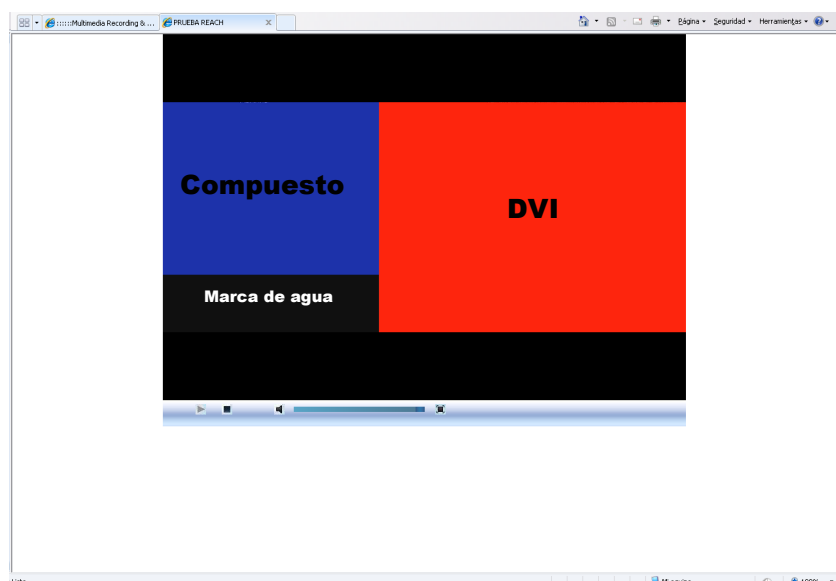 ::::::Multimedia Recording & ...
PRUEBA REACH
Página
Seguridad
Herramientas
Compuesto
DVI
Marca de agua